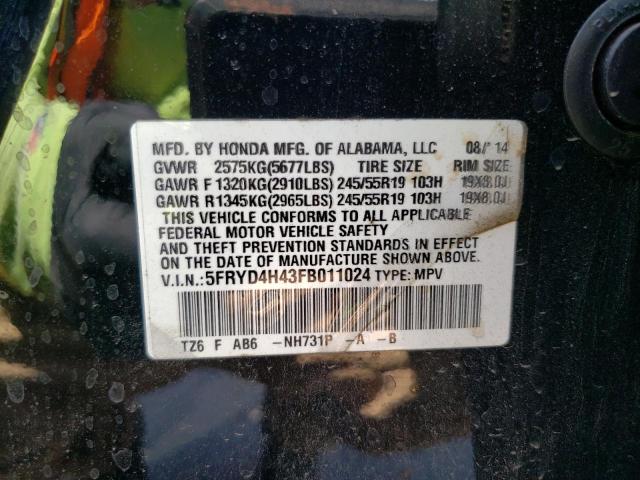 MFD. BY HONDA MFG. OF ALABAMA, LLC 08/14
GVWR 2575KG(5677LBS) TIRE SIZE RIM SIZE
GAWR F 1320KG(2910LBS) 245/55R19 103H 19X8.0J
GAWR R 1345KG(2965LBS) 245/55R19 103H 19X8.0J
THIS VEHICLE CONFORMS TO ALL APPLICABLE
FEDERAL MOTOR VEHICLE SAFETY
AND THEFT PREVENTION STANDARDS IN EFFECT
ON THE DATE OF MANUFACTURE SHOWN ABOVE.
V.I.N.: 5FRYD4H43FB011024 TYPE: MPV
TZ6 F AB6 -NH731P -A -B